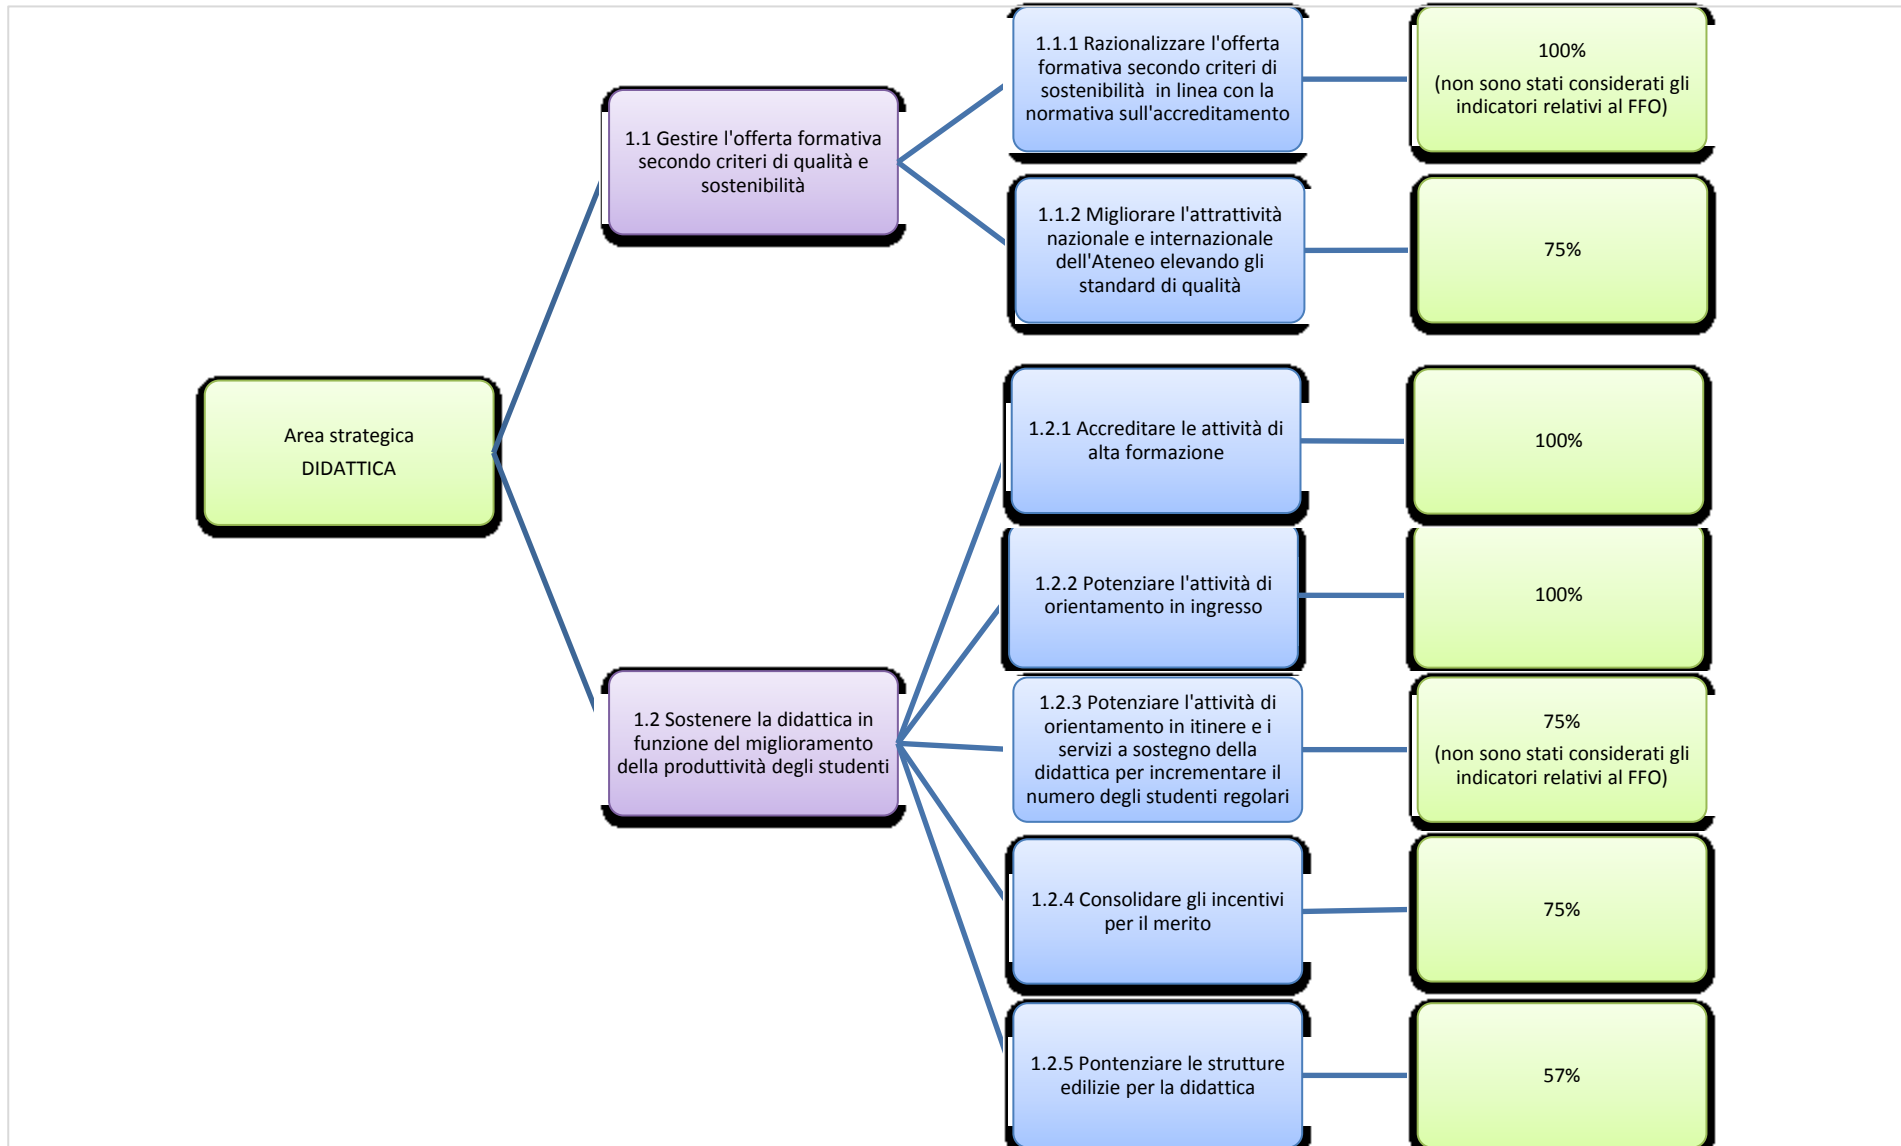 Area strategica
DIDATTICA
1.1 Gestire l'offerta formativa
secondo criteri di qualità e
sostenibilità
1.1.1 Razionalizzare l'offerta
formativa secondo criteri di
sostenibilità  in linea con la
normativa sull'accreditamento
100%
(non sono stati considerati gli
indicatori relativi al FFO)
1.1.2 Migliorare l'attrattività
nazionale e internazionale
dell'Ateneo elevando gli
standard di qualità
75%
1.2 Sostenere la didattica in
funzione del miglioramento
della produttività degli studenti
1.2.1 Accreditare le attività di
alta formazione
100%
1.2.2 Potenziare l'attività di
orientamento in ingresso
100%
1.2.3 Potenziare l'attività di
orientamento in itinere e i
servizi a sostegno della
didattica per incrementare il
numero degli studenti regolari
75%
(non sono stati considerati gli
indicatori relativi al FFO)
1.2.4 Consolidare gli incentivi
per il merito
75%
1.2.5 Pontenziare le strutture
edilizie per la didattica
57%